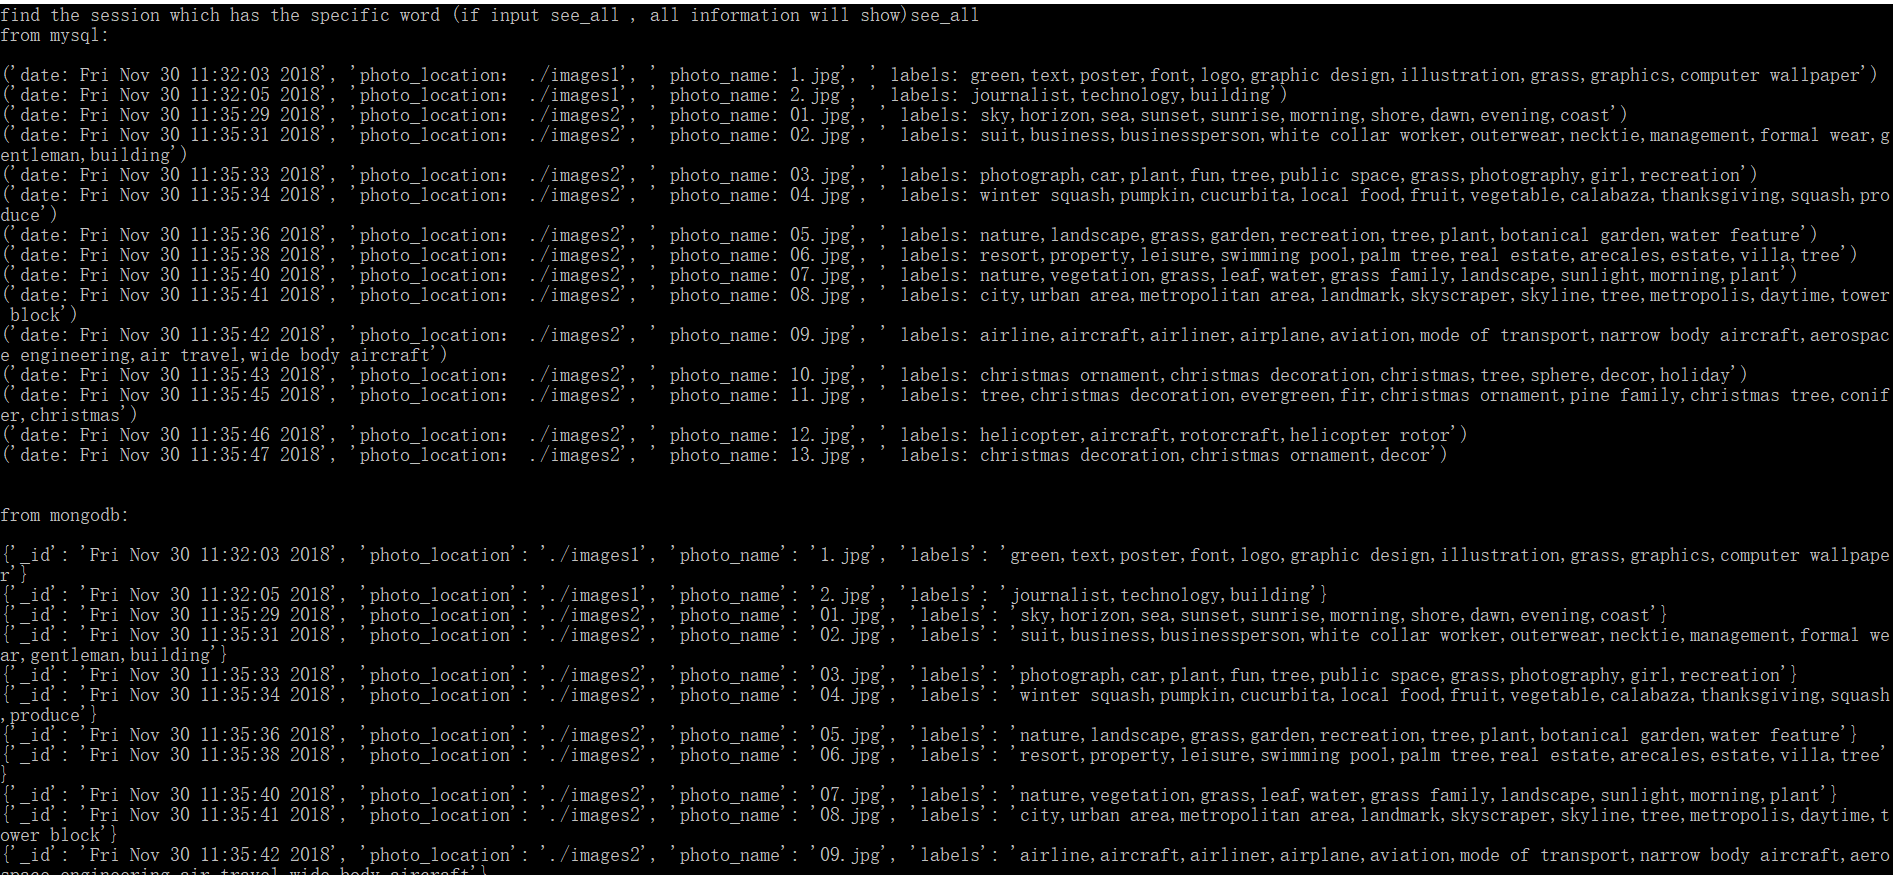 find the session which has the specific word (if input see_all , all information will show)see_all
from mysql:
('date: Fri Nov 30 11:32:03 2018', 'photo_location:  ./images1', ' photo_name: 1.jpg', ' labels: green,text,poster,font,logo,graphic design,illustration,grass,graphics,computer wallpaper')
('date: Fri Nov 30 11:32:05 2018', 'photo_location:  ./images1', ' photo_name: 2.jpg', ' labels: journalist,technology,building')
('date: Fri Nov 30 11:35:29 2018', 'photo_location:  ./images2', ' photo_name: 01.jpg', ' labels: sky,horizon,sea,sunset,sunrise,morning,shore,dawn,evening,coast')
('date: Fri Nov 30 11:35:31 2018', 'photo_location:  ./images2', ' photo_name: 02.jpg', ' labels: suit,business,businessperson,white collar worker,outerwear,necktie,management,formal wear,g
entleman,building')
('date: Fri Nov 30 11:35:33 2018', 'photo_location:  ./images2', ' photo_name: 03.jpg', ' labels: photograph,car,plant,fun,tree,public space,grass,photography,girl,recreation')
('date: Fri Nov 30 11:35:34 2018', 'photo_location:  ./images2', ' photo_name: 04.jpg', ' labels: winter squash,pumpkin,cucurbita,local food,fruit,vegetable,calabaza,thanksgiving,squash,pro
duce')
('date: Fri Nov 30 11:35:36 2018', 'photo_location:  ./images2', ' photo_name: 05.jpg', ' labels: nature,landscape,grass,garden,recreation,tree,plant,botanical garden,water feature')
('date: Fri Nov 30 11:35:38 2018', 'photo_location:  ./images2', ' photo_name: 06.jpg', ' labels: resort,property,leisure,swimming pool,palm tree,real estate,arecales,estate,villa,tree')
('date: Fri Nov 30 11:35:40 2018', 'photo_location:  ./images2', ' photo_name: 07.jpg', ' labels: nature,vegetation,grass,leaf,water,grass family,landscape,sunlight,morning,plant')
('date: Fri Nov 30 11:35:41 2018', 'photo_location:  ./images2', ' photo_name: 08.jpg', ' labels: city,urban area,metropolitan area,landmark,skyscraper,skyline,tree,metropolis,daytime,tower
 block')
('date: Fri Nov 30 11:35:42 2018', 'photo_location:  ./images2', ' photo_name: 09.jpg', ' labels: airline,aircraft,airliner,airplane,aviation,mode of transport,narrow body aircraft,aerospac
e engineering,air travel,wide body aircraft')
('date: Fri Nov 30 11:35:43 2018', 'photo_location:  ./images2', ' photo_name: 10.jpg', ' labels: christmas ornament,christmas decoration,christmas,tree,sphere,decor,holiday')
('date: Fri Nov 30 11:35:45 2018', 'photo_location:  ./images2', ' photo_name: 11.jpg', ' labels: tree,christmas decoration,evergreen,fir,christmas ornament,pine family,christmas tree,conif
er,christmas')
('date: Fri Nov 30 11:35:46 2018', 'photo_location:  ./images2', ' photo_name: 12.jpg', ' labels: helicopter,aircraft,rotorcraft,helicopter rotor')
('date: Fri Nov 30 11:35:47 2018', 'photo_location:  ./images2', ' photo_name: 13.jpg', ' labels: christmas decoration,christmas ornament,decor')
from mongodb:
{'_id': 'Fri Nov 30 11:32:03 2018', 'photo_location': './images1', 'photo_name': '1.jpg', 'labels': 'green,text,poster,font,logo,graphic design,illustration,grass,graphics,computer wallpape
r'}
{'_id': 'Fri Nov 30 11:32:05 2018', 'photo_location': './images1', 'photo_name': '2.jpg', 'labels': 'journalist,technology,building'}
{'_id': 'Fri Nov 30 11:35:29 2018', 'photo_location': './images2', 'photo_name': '01.jpg', 'labels': 'sky,horizon,sea,sunset,sunrise,morning,shore,dawn,evening,coast'}
{'_id': 'Fri Nov 30 11:35:31 2018', 'photo_location': './images2', 'photo_name': '02.jpg', 'labels': 'suit,business,businessperson,white collar worker,outerwear,necktie,management,formal we
ar,gentleman,building'}
{'_id': 'Fri Nov 30 11:35:33 2018', 'photo_location': './images2', 'photo_name': '03.jpg', 'labels': 'photograph,car,plant,fun,tree,public space,grass,photography,girl,recreation'}
{'_id': 'Fri Nov 30 11:35:34 2018', 'photo_location': './images2', 'photo_name': '04.jpg', 'labels': 'winter squash,pumpkin,cucurbita,local food,fruit,vegetable,calabaza,thanksgiving,squash
,produce'}
{'_id': 'Fri Nov 30 11:35:36 2018', 'photo_location': './images2', 'photo_name': '05.jpg', 'labels': 'nature,landscape,grass,garden,recreation,tree,plant,botanical garden,water feature'}
{'_id': 'Fri Nov 30 11:35:38 2018', 'photo_location': './images2', 'photo_name': '06.jpg', 'labels': 'resort,property,leisure,swimming pool,palm tree,real estate,arecales,estate,villa,tree'
}
{'_id': 'Fri Nov 30 11:35:40 2018', 'photo_location': './images2', 'photo_name': '07.jpg', 'labels': 'nature,vegetation,grass,leaf,water,grass family,landscape,sunlight,morning,plant'}
{'_id': 'Fri Nov 30 11:35:41 2018', 'photo_location': './images2', 'photo_name': '08.jpg', 'labels': 'city,urban area,metropolitan area,landmark,skyscraper,skyline,tree,metropolis,daytime,t
ower block'}
{'_id': 'Fri Nov 30 11:35:42 2018', 'photo_location': './images2', 'photo_name': '09.jpg', 'labels': 'airline,aircraft,airliner,airplane,aviation,mode of transport,narrow body aircraft,aero
space engineering,air travel,wide body aircraft'}